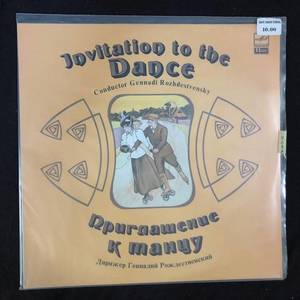 10.00
Invitation to the
Dance
Conductor Gennadi Rozhdestvensky
Приглашение
к танцу
Дирижер Геннадий Рождественский